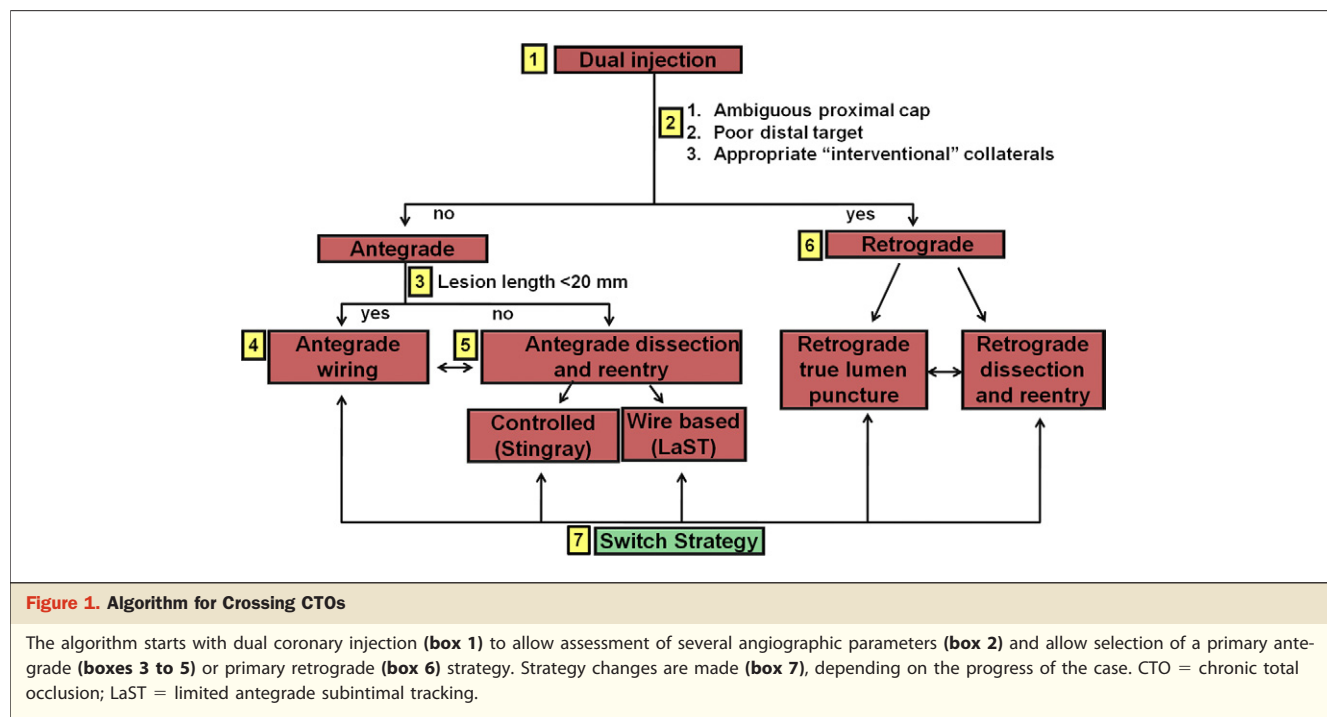 1 Dual injection
2
1. Ambiguous proximal cap
2. Poor distal target
3. Appropriate “interventional” collaterals
no
yes
Antegrade
6 Retrograde
3 Lesion length <20 mm
yes
no
4 Antegrade
wiring
5 Antegrade dissection
and reentry
Retrograde
true lumen
puncture
Retrograde
dissection
and reentry
Controlled
(Stingray)
Wire based
(LaST)
7 Switch Strategy
Figure 1. Algorithm for Crossing CTOs
The algorithm starts with dual coronary injection (box 1) to allow assessment of several angiographic parameters (box 2) and allow selection of a primary ante-
grade (boxes 3 to 5) or primary retrograde (box 6) strategy. Strategy changes are made (box 7), depending on the progress of the case. CTO = chronic total
occlusion; LaST = limited antegrade subintimal tracking.